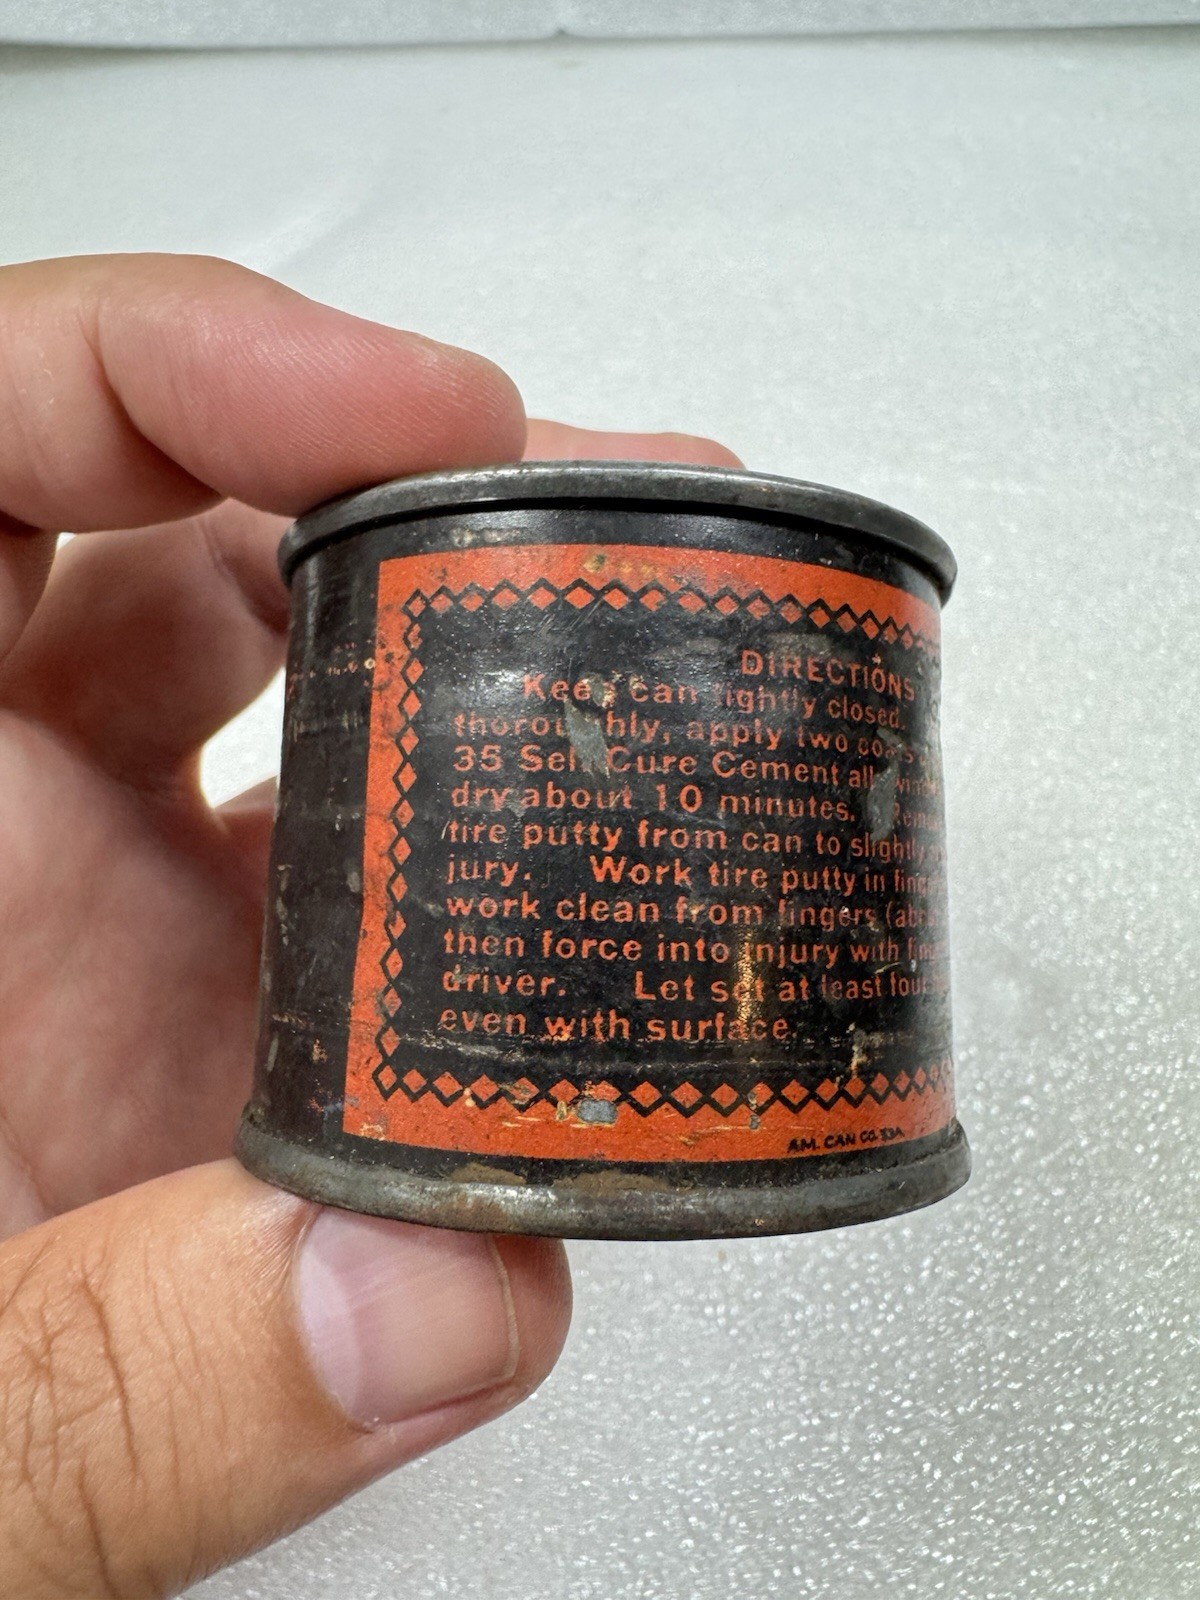 DIRECTIONS
Keep can tightly closed.
thoroughly, apply two coats
35 Self Cure Cement
dry about 10 minutes.
tire putty from can to slightly
jury. Work tire putty in
work clean from fingers
then force into injury with
driver. Let set at least four
even with surface.
AM. CAN CO.